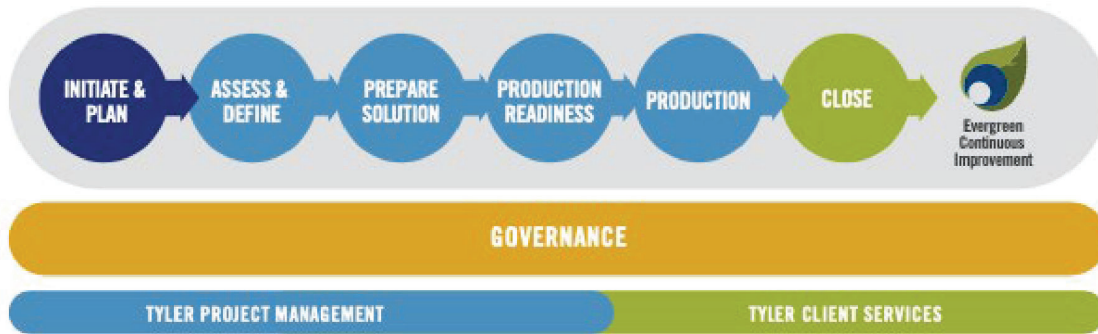 INITIATE &
PLAN
ASSESS &
DEFINE
PREPARE
SOLUTION
PRODUCTION
READINESS
PRODUCTION
CLOSE
Evergreen
Continuous
Improvement
GOVERNANCE
TYLER PROJECT MANAGEMENT
TYLER CLIENT SERVICES